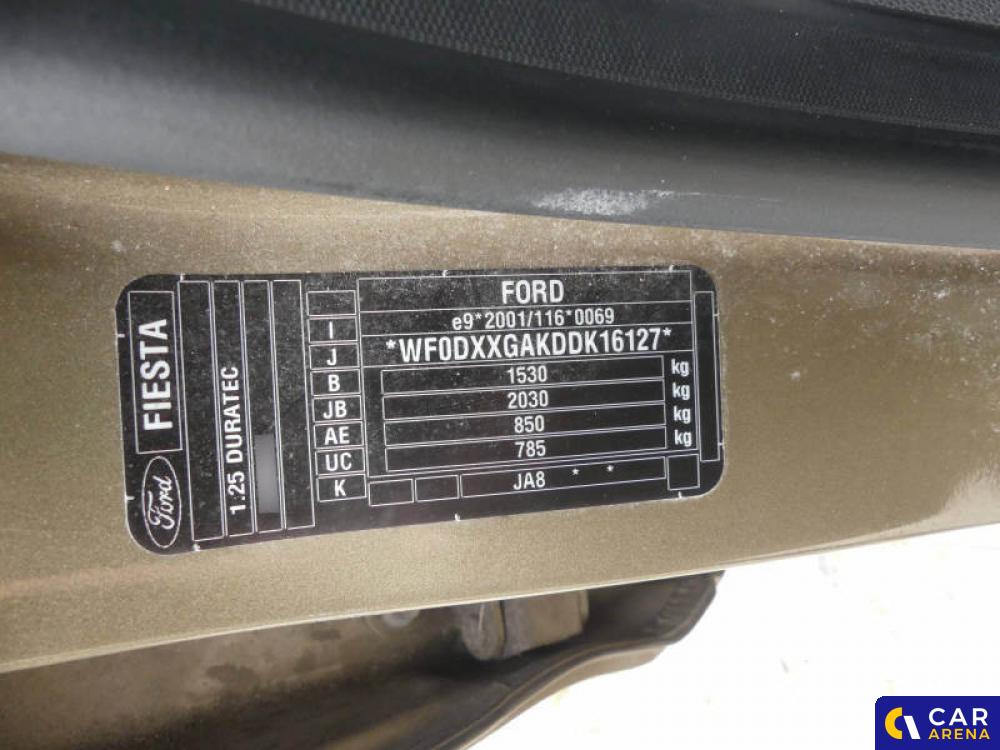 FORD
e9*2001/116*0069
*WF0DXXGAKDDK16127*
1530 kg
2030 kg
850 kg
785 kg
JA8 * *
I
J
B
JB
AE
UC
K
1.25 DURATEC
FIESTA
Ford
CAR
ARENA